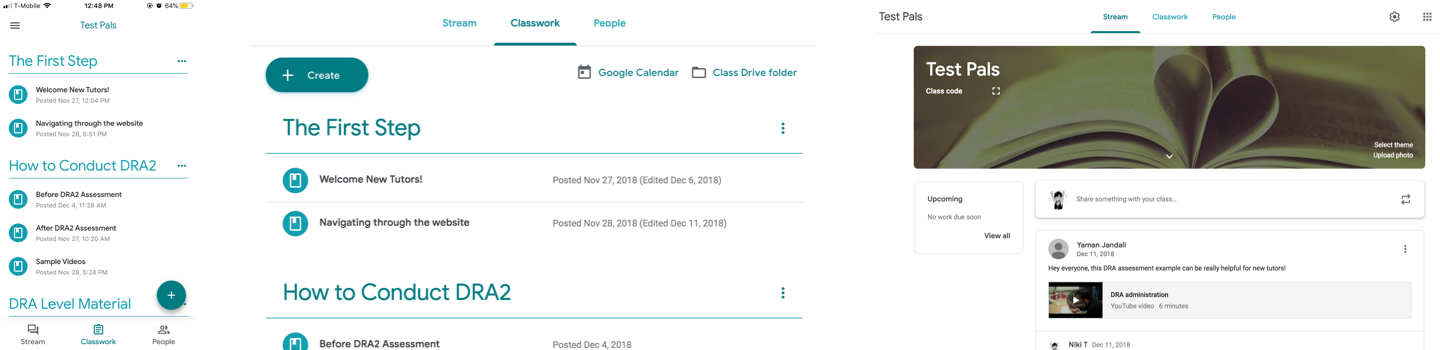 T-Mobile 12:48 PM 64%
Test Pals
The First Step
Welcome New Tutors!
Posted Nov 27, 12:04 PM
Navigating through the website
Posted Nov 28, 5:51 PM
How to Conduct DRA2
Before DRA2 Assessment
Posted Dec 4, 11:28 AM
After DRA2 Assessment
Posted Nov 27, 10:20 AM
Sample Videos
Posted Nov 28, 5:24 PM
DRA Level Material
Stream Classwork People
Stream Classwork People
Create
Google Calendar Class Drive folder
The First Step
Welcome New Tutors! Posted Nov 27, 2018 (Edited Dec 6, 2018)
Navigating through the website Posted Nov 28, 2018 (Edited Dec 11, 2018)
How to Conduct DRA2
Before DRA2 Assessment Posted Dec 4, 2018
Test Pals Stream Classwork People
Test Pals
Class code
Select theme
Upload photo
Upcoming
No work due soon
View all
Share something with your class...
Yaman Jandali
Dec 11, 2018
Hey everyone, this DRA assessment example can be really helpful for new tutors!
DRA administration
YouTube video 6 minutes
Niki T Dec 11, 2018